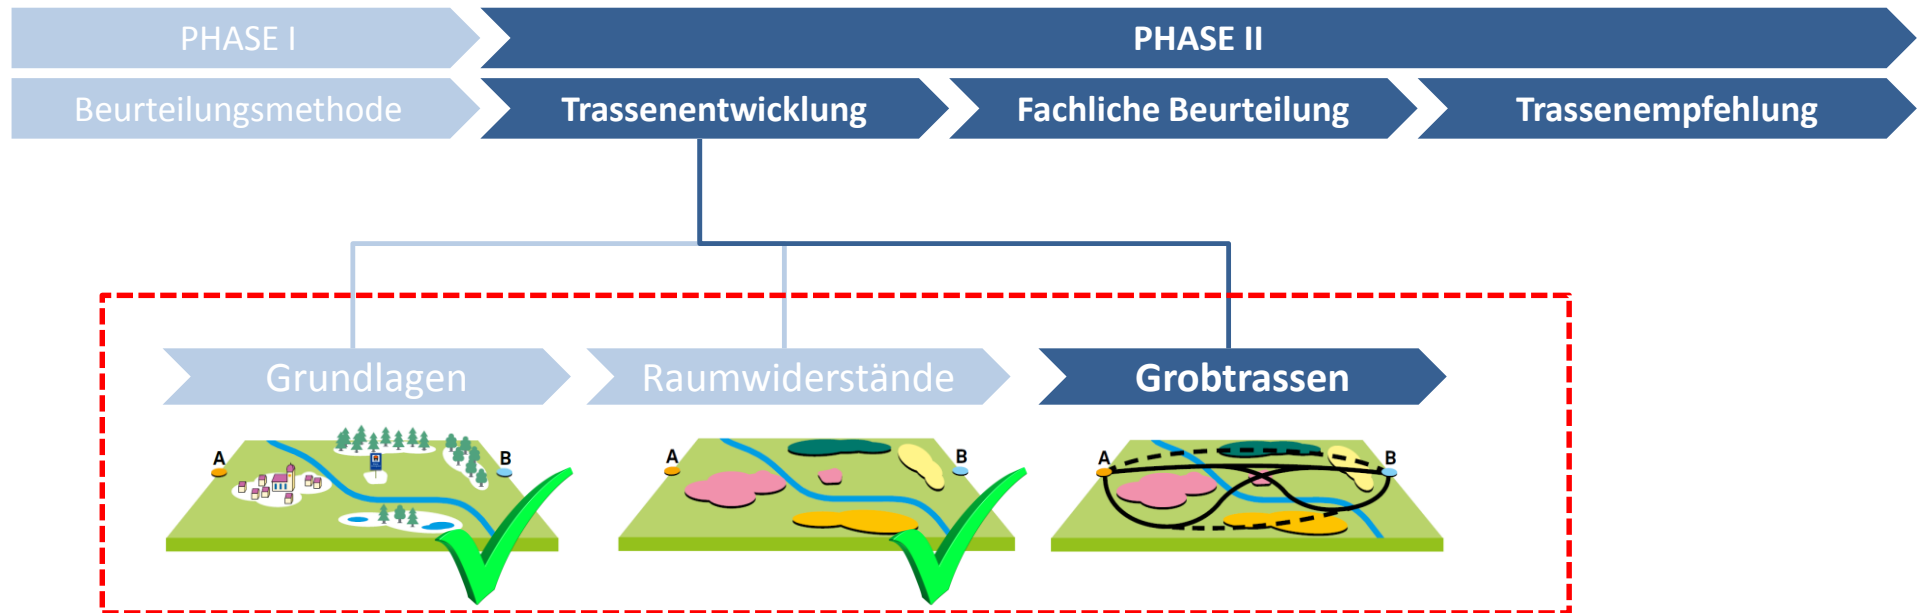 PHASE I
PHASE II
Beurteilungsmethode
Trassenentwicklung
Fachliche Beurteilung
Trassenempfehlung
Grundlagen
Raumwiderstände
Grobtrassen
A
B
A
B
A
B